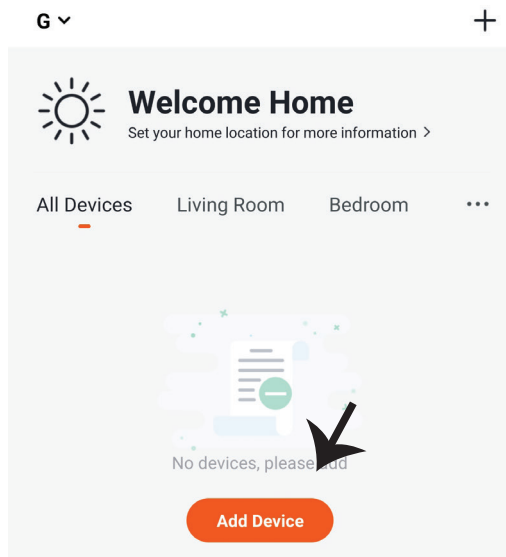 G
Welcome Home
Set your home location for more information >
All Devices Living Room Bedroom ...
No devices, please add
Add Device